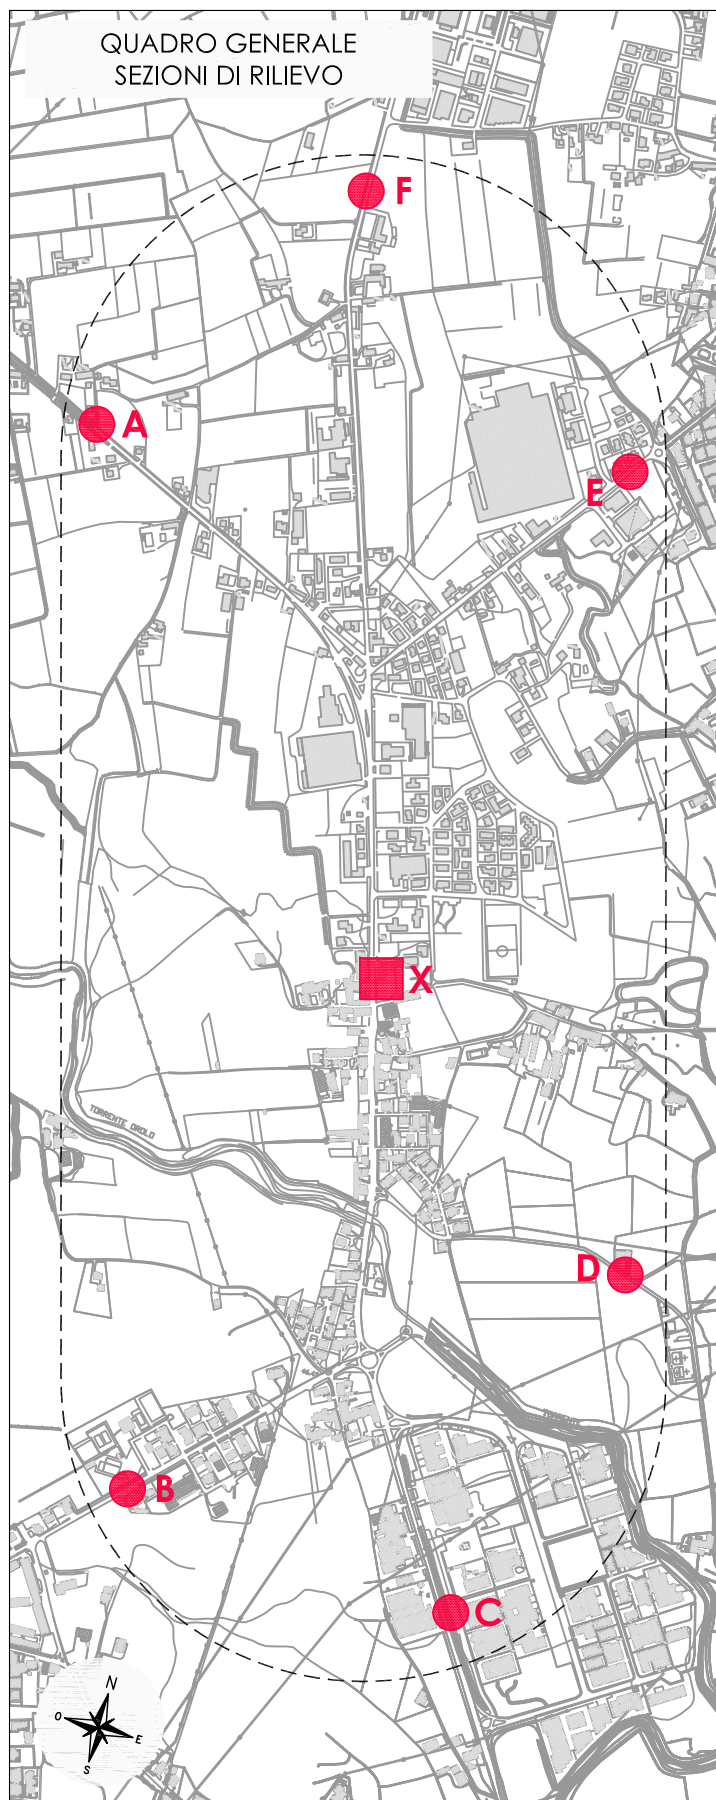 QUADRO GENERALE
SEZIONI DI RILIEVO
F
A
E
X
TORRENTE OROLO
D
B
C
N
O
E
S